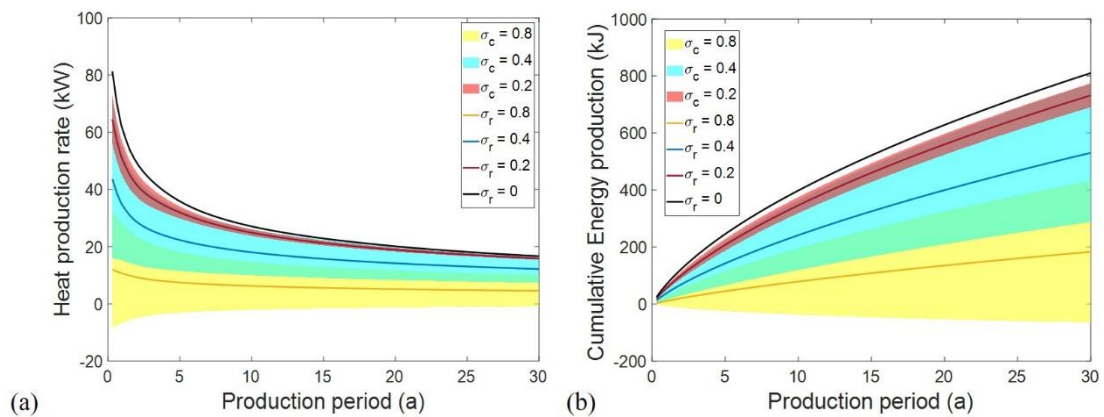 100
80
60
40
20
0
-20
Heat production rate (kW)
0 5 10 15 20 25 30
Production period (a)
σc = 0.8
σc = 0.4
σc = 0.2
σr = 0.8
σr = 0.4
σr = 0.2
σr = 0
(a)
1000
800
600
400
200
0
-200
Cumulative Energy production (kJ)
0 5 10 15 20 25 30
Production period (a)
σc = 0.8
σc = 0.4
σc = 0.2
σr = 0.8
σr = 0.4
σr = 0.2
σr = 0
(b)